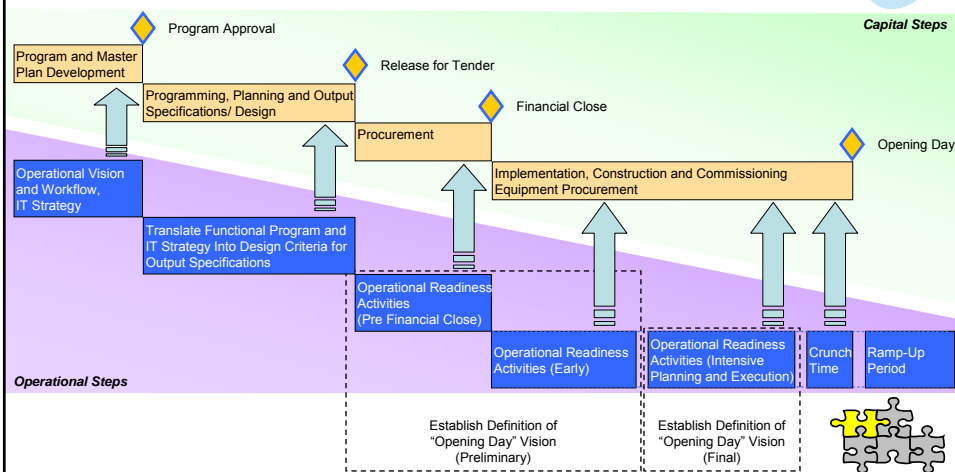 Capital Steps
Program Approval
Program and Master
Plan Development
Release for Tender
Programming, Planning and Output
Specifications/ Design
Financial Close
Procurement
Opening Day
Implementation, Construction and Commissioning
Equipment Procurement
Operational Vision
and Workflow,
IT Strategy
Translate Functional Program and
IT Strategy Into Design Criteria for
Output Specifications
Operational Readiness
Activities
(Pre Financial Close)
Operational Readiness
Activities (Early)
Operational Readiness
Activities (Intensive
Planning and Execution)
Crunch
Time
Ramp-Up
Period
Operational Steps
Establish Definition of
“Opening Day” Vision
(Preliminary)
Establish Definition of
“Opening Day” Vision
(Final)